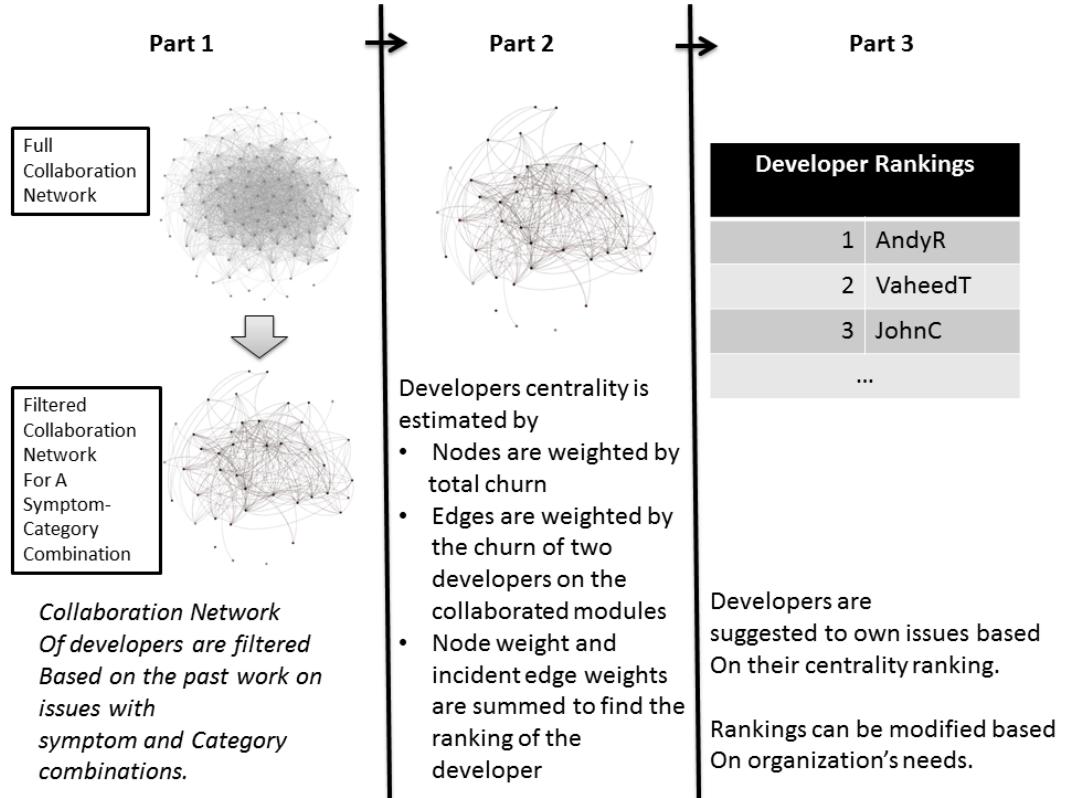 Part 1
Full
Collaboration
Network
Filtered
Collaboration
Network
For A
Symptom-
Category
Combination
Collaboration Network
Of developers are filtered
Based on the past work on
issues with
symptom and Category
combinations.
Part 2
Developers centrality is
estimated by
• Nodes are weighted by
total churn
• Edges are weighted by
the churn of two
developers on the
collaborated modules
• Node weight and
incident edge weights
are summed to find the
ranking of the
developer
Part 3
Developer Rankings
1 AndyR
2 VaheedT
3 JohnC
...
Developers are
suggested to own issues based
On their centrality ranking.
Rankings can be modified based
On organization's needs.